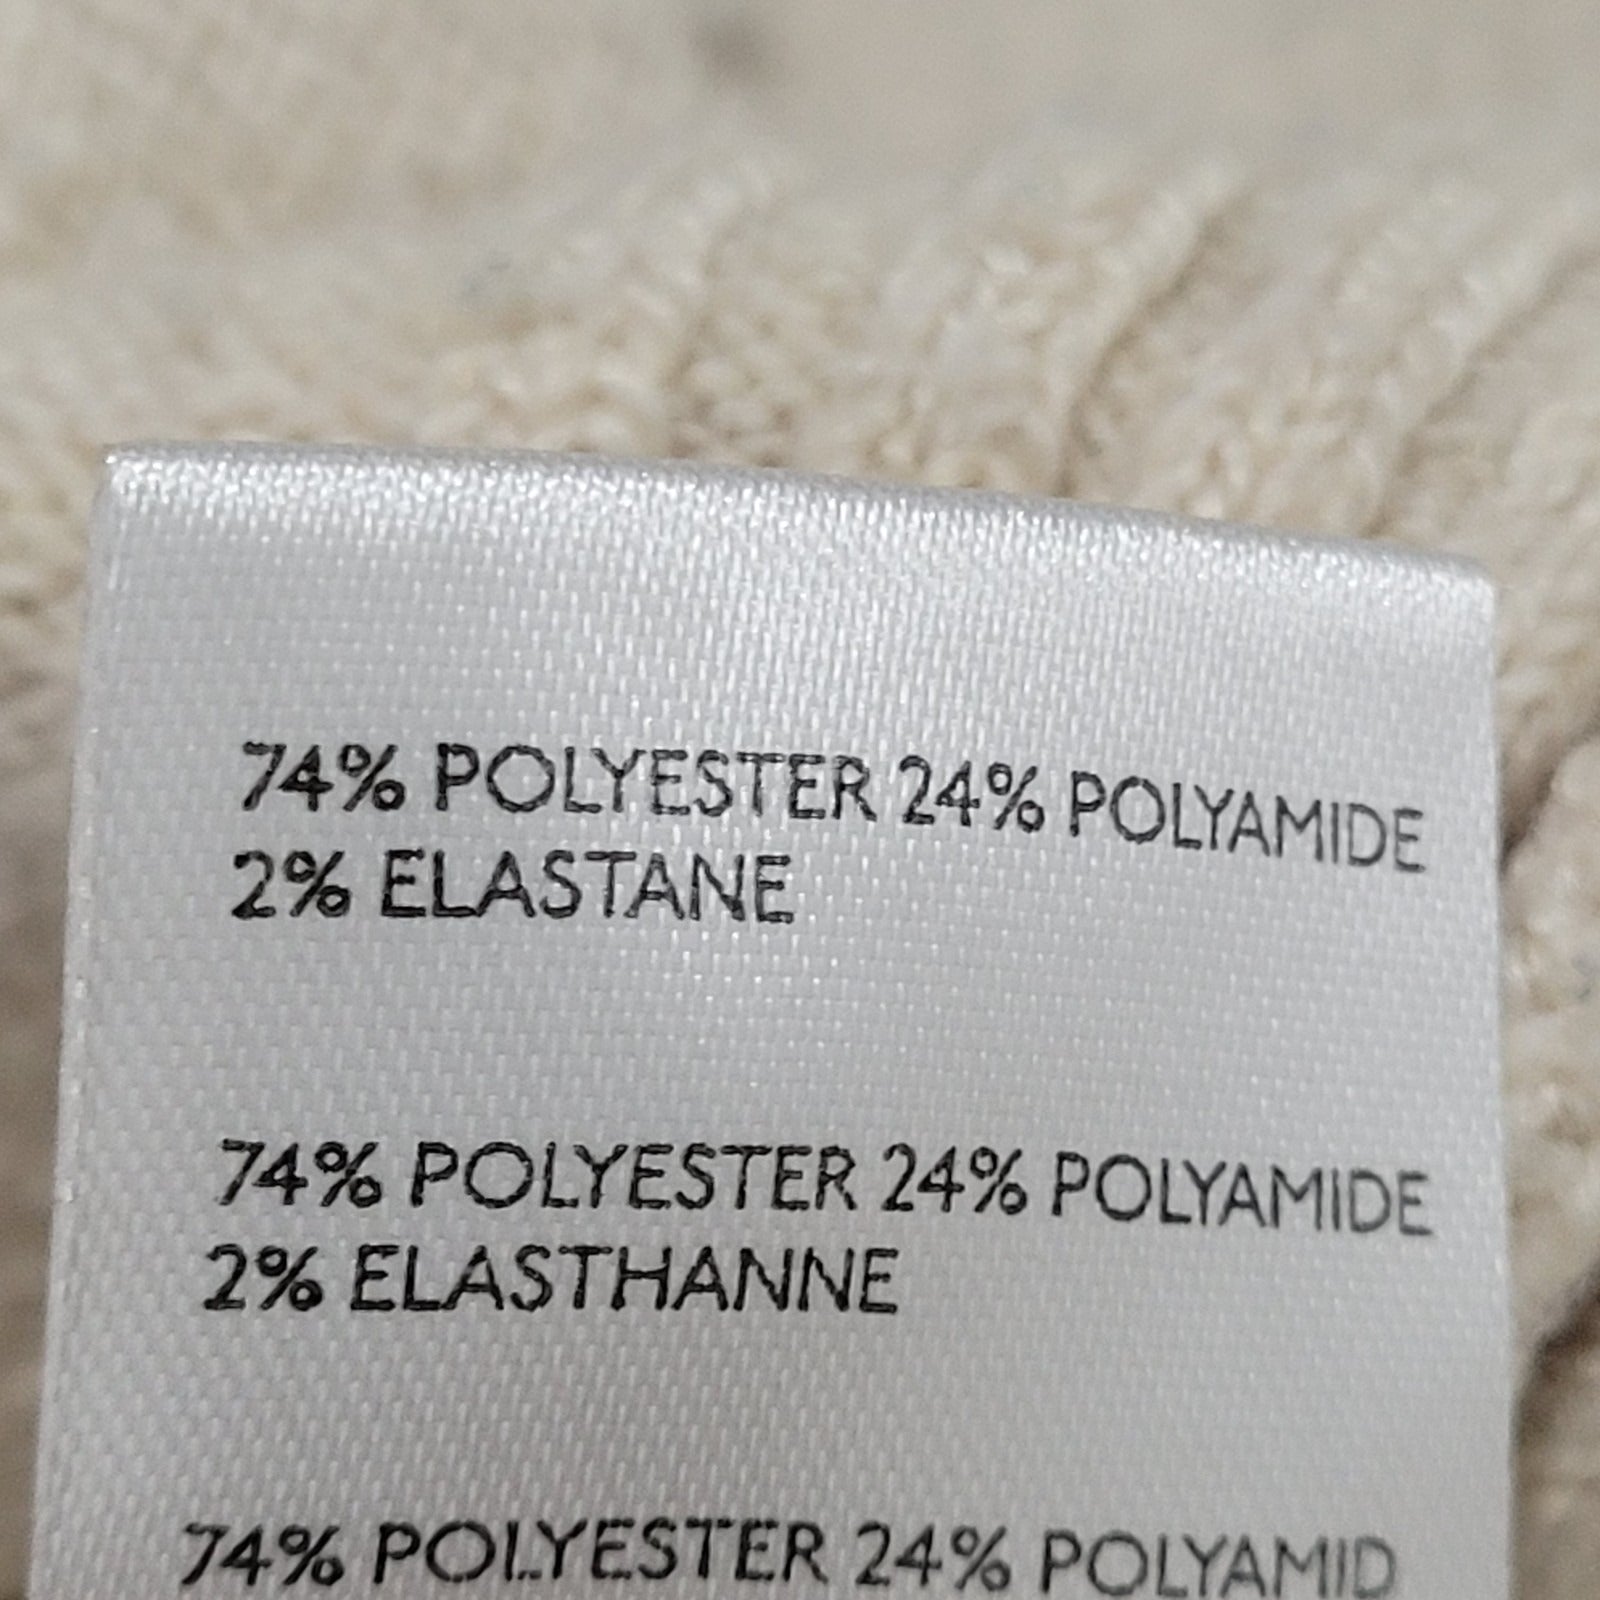 74% POLYESTER 24% POLYAMIDE
2% ELASTANE
74% POLYESTER 24% POLYAMIDE
2% ELASTHANNE
74% POLYESTER 24% POLYAMID